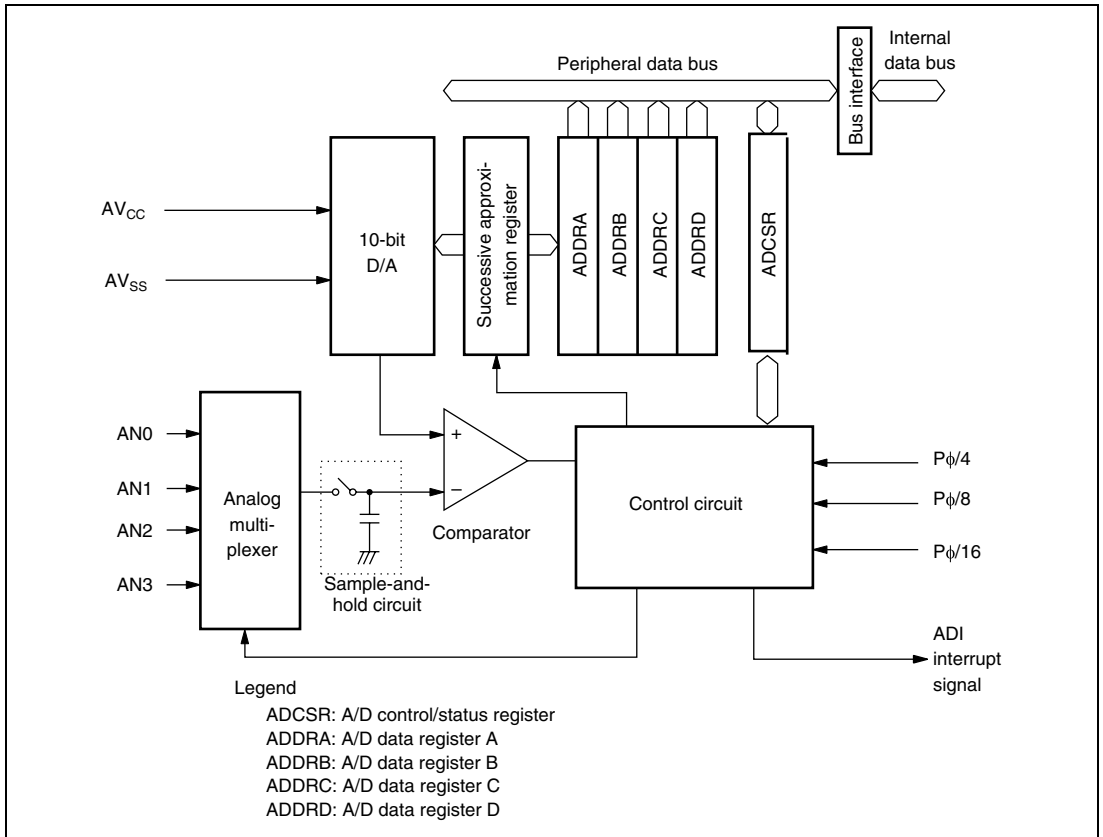 Internal
data bus
Peripheral data bus
Bus interface
AVCC
AVSS
10-bit
D/A
Successive approxi-
mation register
ADDRA
ADDRB
ADDRC
ADDRD
ADCSR
AN0
AN1
AN2
AN3
Analog
multi-
plexer
+
−
Comparator
Sample-and-
hold circuit
Control circuit
Pϕ/4
Pϕ/8
Pϕ/16
ADI
interrupt
signal
Legend
ADCSR: A/D control/status register
ADDRA: A/D data register A
ADDRB: A/D data register B
ADDRC: A/D data register C
ADDRD: A/D data register D